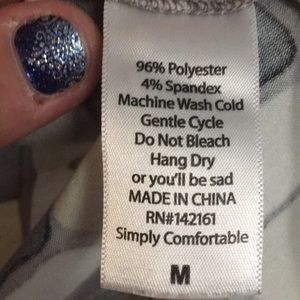 96% Polyester
4% Spandex
Machine Wash Cold
Gentle Cycle
Do Not Bleach
Hang Dry
or you'll be sad
MADE IN CHINA
RN#142161
Simply Comfortable
M